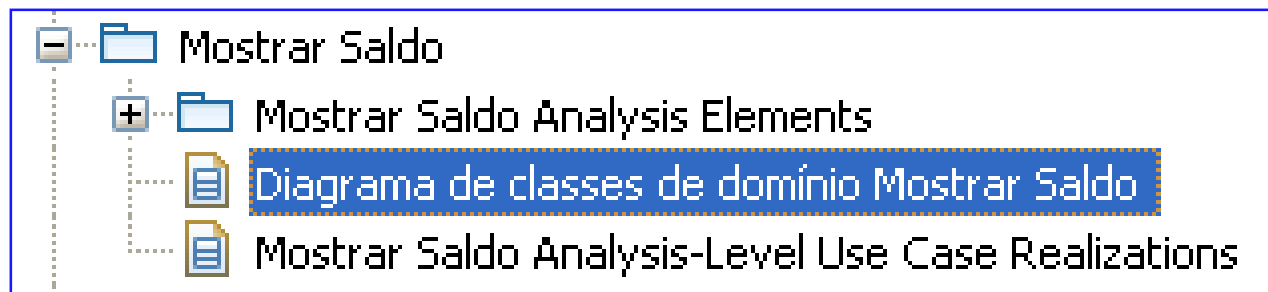 Mostrar Saldo
Mostrar Saldo Analysis Elements
Diagrama de classes de domínio Mostrar Saldo
Mostrar Saldo Analysis-Level Use Case Realizations